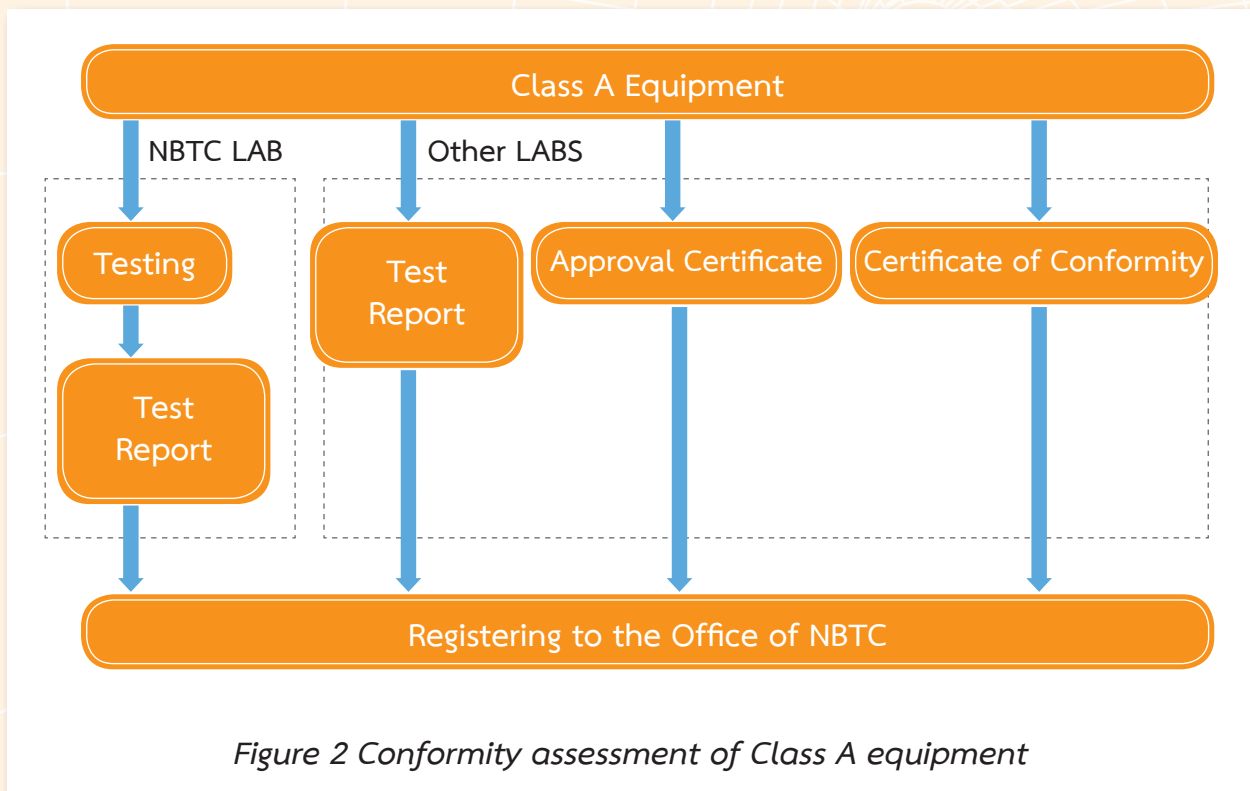 Class A Equipment
NBTC LAB
Other LABS
Testing
Test
Report
Test
Report
Approval Certificate
Certificate of Conformity
Registering to the Office of NBTC
Figure 2 Conformity assessment of Class A equipment